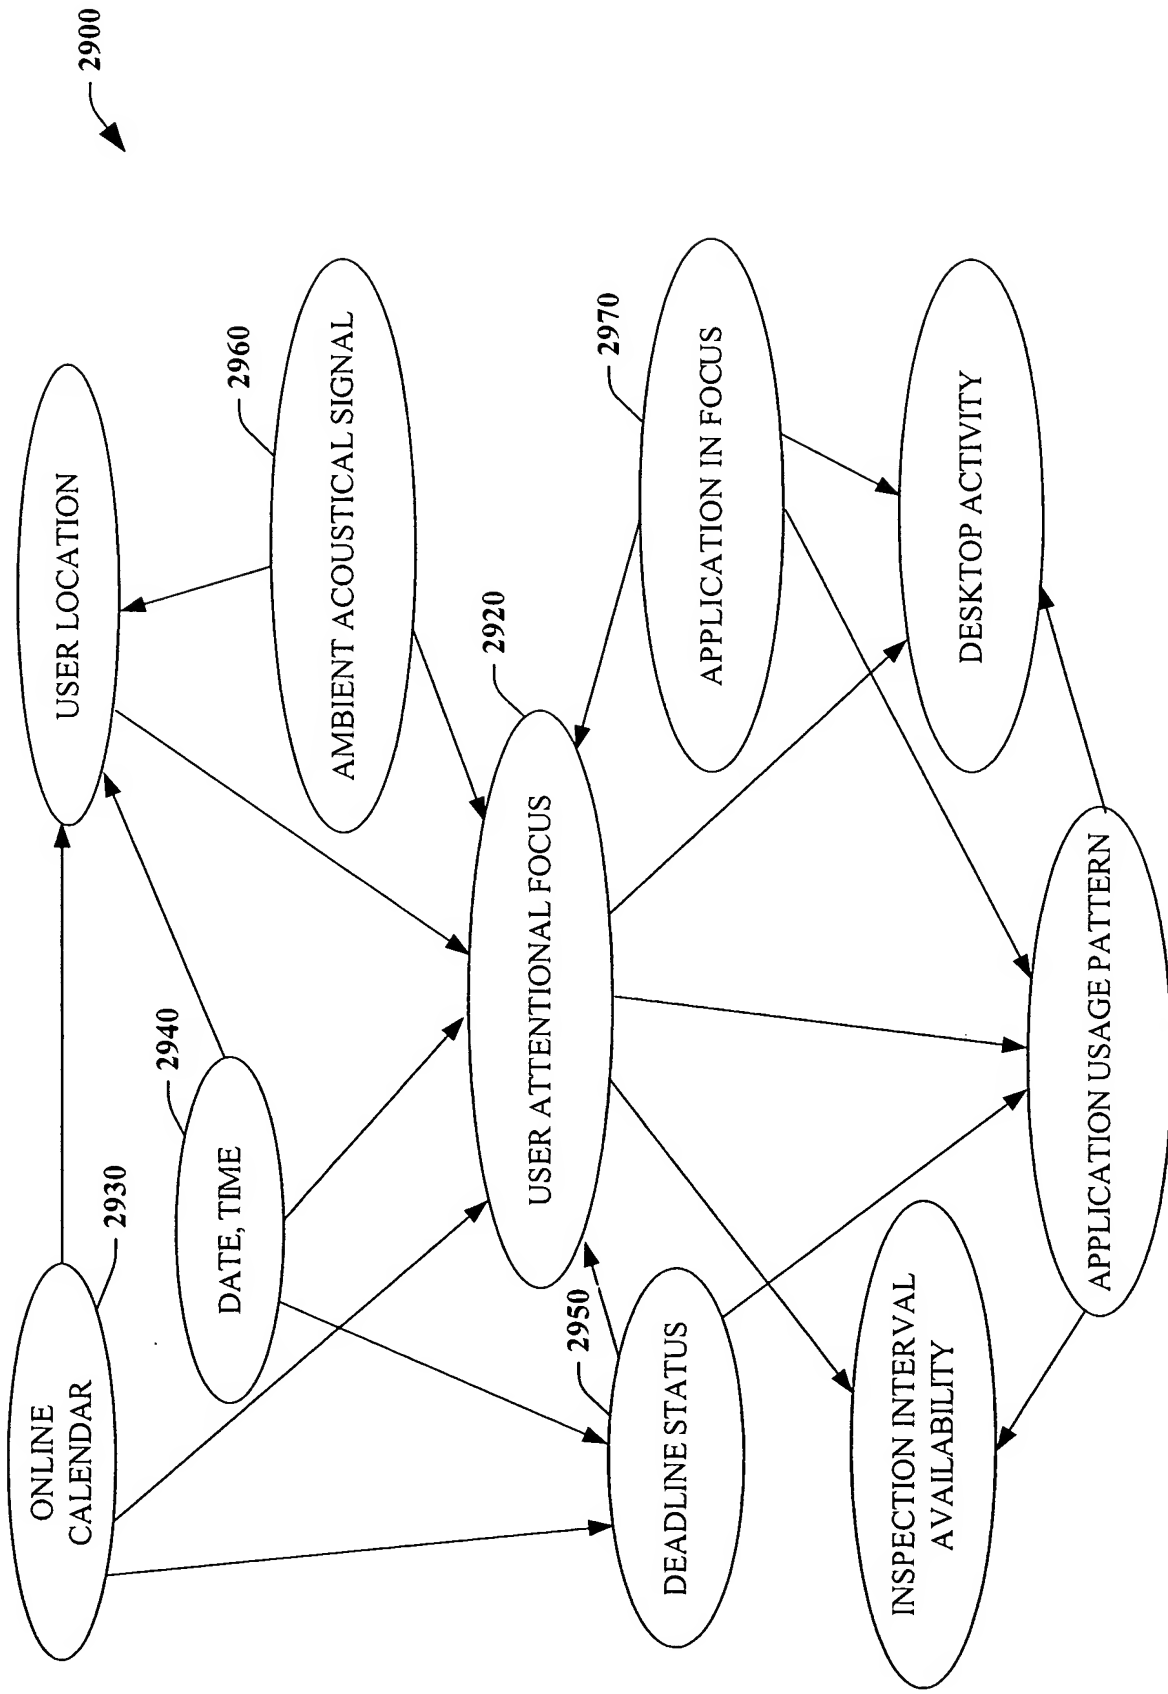 2900
ONLINE
CALENDAR
2930
USER LOCATION
DATE, TIME
2940
AMBIENT ACOUSTICAL SIGNAL
2960
USER ATTENTIONAL FOCUS
2920
DEADLINE STATUS
2950
APPLICATION IN FOCUS
2970
INSPECTION INTERVAL
AVAILABILITY
DESKTOP ACTIVITY
APPLICATION USAGE PATTERN